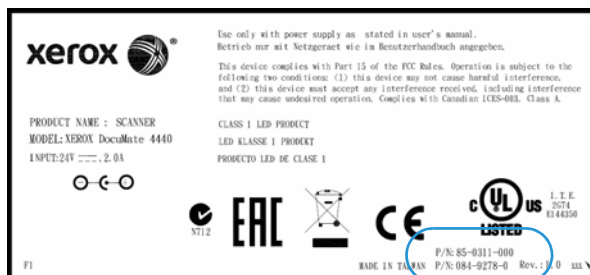 xerox ®
Use only with power supply as stated in user's manual.
Betrieb nur mit Netzgeraet wie im Benutzerhandbuch angegeben.
This device complies with Part 15 of the FCC Rules. Operation is subject to the
following two conditions: (1) this device may not cause harmful interference,
and (2) this device must accept any interference received, including interference
that may cause undesired operation. Complies with Canadian ICES-003, Class A.
PRODUCT NAME : SCANNER
MODEL: XEROX DocuMate 4440
INPUT:24V 2.0A
CLASS 1 LED PRODUCT
LED KLASSE 1 PRODUKT
PRODUCTO LED DE CLASE 1
N712
EAC
CE
C UL US
LISTED
I.T.E.
2G74
E144350
P/N: 85-0311-000
F1
MADE IN TAIWAN P/N: 084-9278-0 Rev.: 1.0 XXX